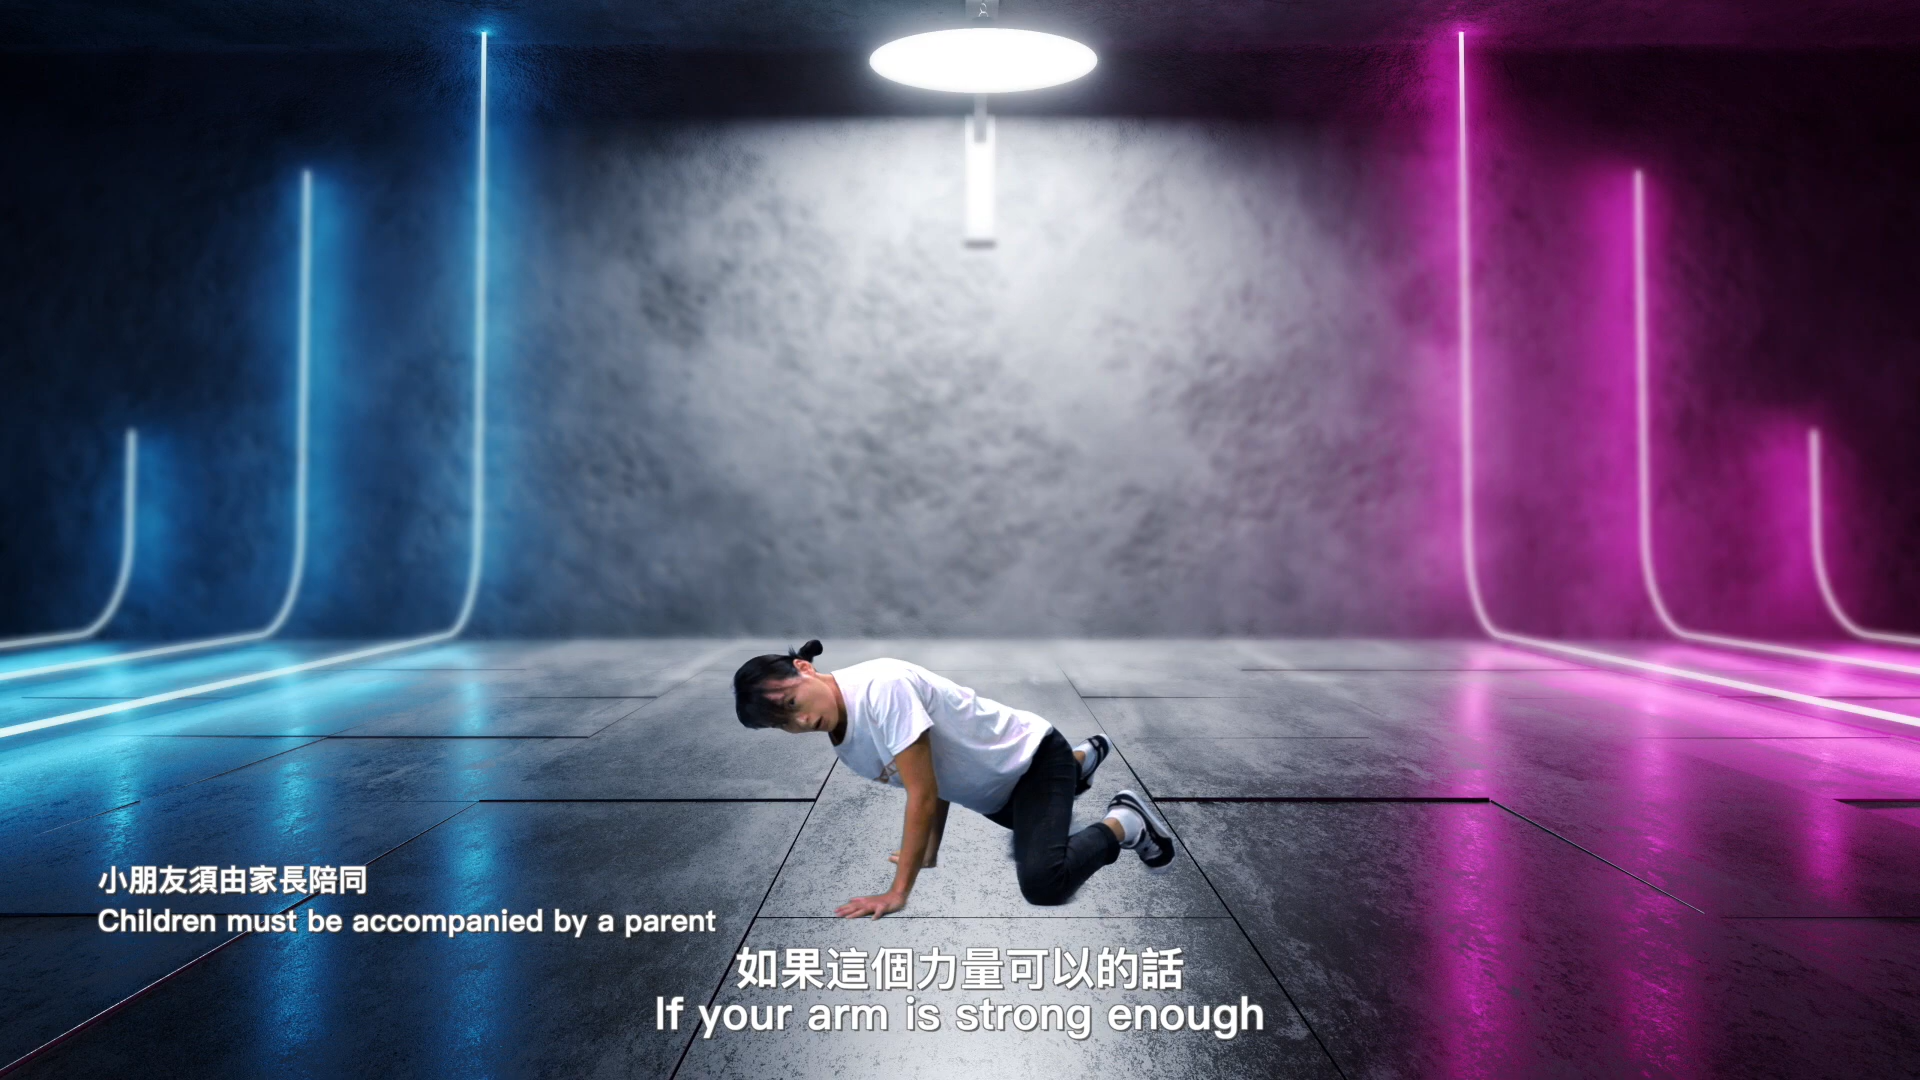 小朋友須由家長陪同
Children must be accompanied by a parent
如果這個力量可以的話
If your arm is strong enough